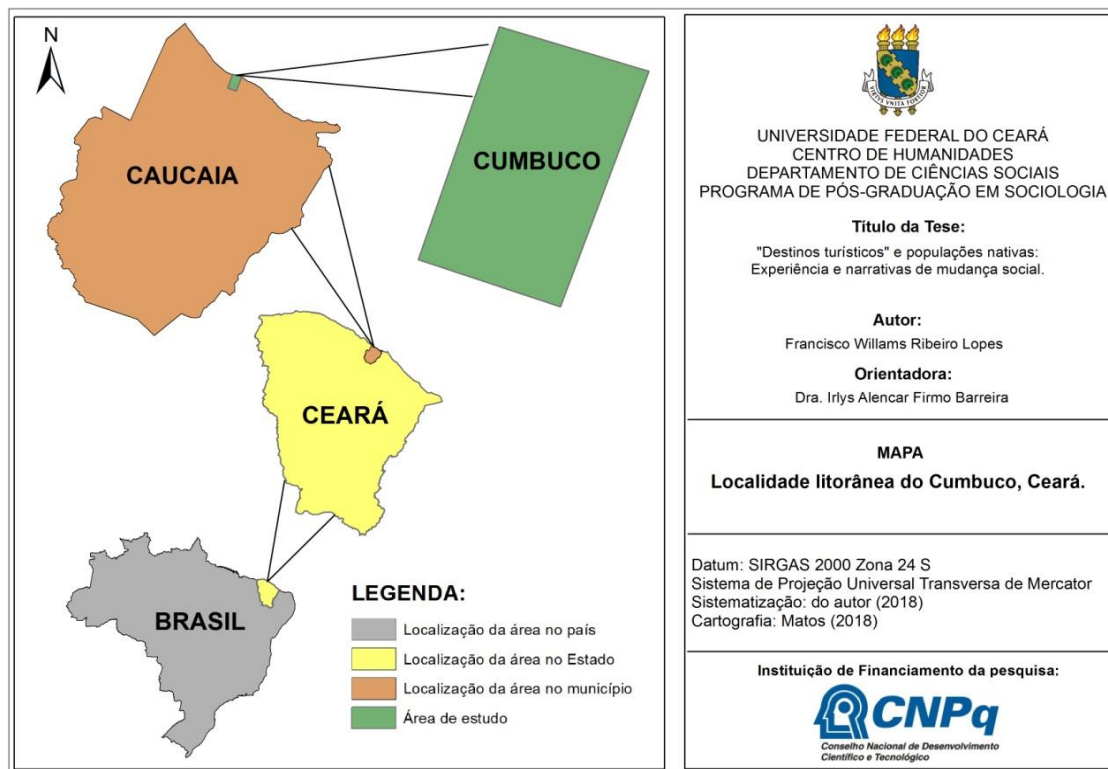 N
CAUCAIA
CUMBUCO
CEARÁ
BRASIL
LEGENDA:
Localização da área no país
Localização da área no Estado
Localização da área no município
Área de estudo
VIRTUS UNITA FORTIOR
UNIVERSIDADE FEDERAL DO CEARÁ
CENTRO DE HUMANIDADES
DEPARTAMENTO DE CIÊNCIAS SOCIAIS
PROGRAMA DE PÓS-GRADUAÇÃO EM SOCIOLOGIA
Título da Tese:
"Destinos turísticos" e populações nativas:
Experiência e narrativas de mudança social.
Autor:
Francisco Willams Ribeiro Lopes
Orientadora:
Dra. Irlys Alencar Firmo Barreira
MAPA
Localidade litorânea do Cumbuco, Ceará.
Datum: SIRGAS 2000 Zona 24 S
Sistema de Projeção Universal Transversa de Mercator
Sistematização: do autor (2018)
Cartografia: Matos (2018)
Instituição de Financiamento da pesquisa:
CNPq
Conselho Nacional de Desenvolvimento
Científico e Tecnológico